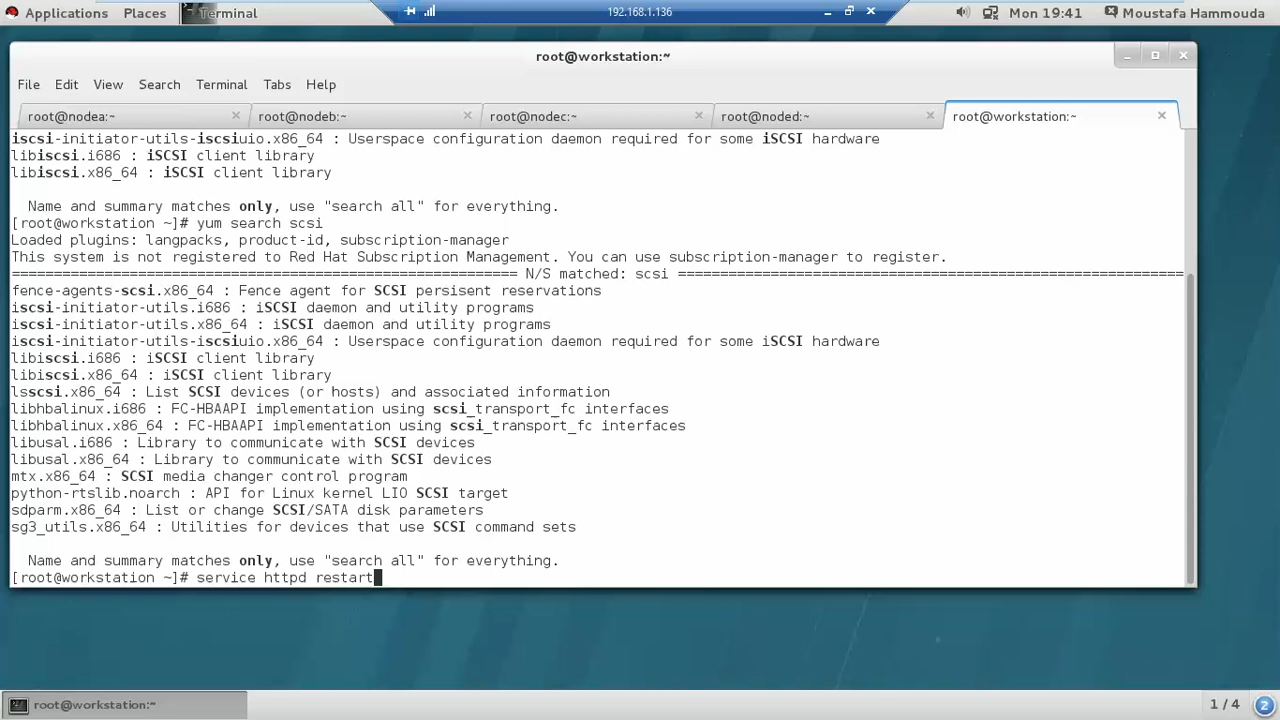 Applications Places Terminal 192.168.1.136 Mon 19:41 Moustafa Hammouda
root@workstation:~
File Edit View Search Terminal Tabs Help
root@nodea:~ root@nodeb:~ root@nodec:~ root@noded:~ root@workstation:~
iscsi-initiator-utils-iscsiuio.x86_64 : Userspace configuration daemon required for some iSCSI hardware
libiscsi.i686 : iSCSI client library
libiscsi.x86_64 : iSCSI client library
Name and summary matches only, use "search all" for everything.
[root@workstation ~]# yum search scsi
Loaded plugins: langpacks, product-id, subscription-manager
This system is not registered to Red Hat Subscription Management. You can use subscription-manager to register.
============================================================ N/S matched: scsi ============================================================
fence-agents-scsi.x86_64 : Fence agent for SCSI persisent reservations
iscsi-initiator-utils.i686 : iSCSI daemon and utility programs
iscsi-initiator-utils.x86_64 : iSCSI daemon and utility programs
iscsi-initiator-utils-iscsiuio.x86_64 : Userspace configuration daemon required for some iSCSI hardware
libiscsi.i686 : iSCSI client library
libiscsi.x86_64 : iSCSI client library
lsscsi.x86_64 : List SCSI devices (or hosts) and associated information
libhbalinux.i686 : FC-HBAAPI implementation using scsi_transport_fc interfaces
libhbalinux.x86_64 : FC-HBAAPI implementation using scsi_transport_fc interfaces
libusal.i686 : Library to communicate with SCSI devices
libusal.x86_64 : Library to communicate with SCSI devices
mtx.x86_64 : SCSI media changer control program
python-rtslib.noarch : API for Linux kernel LIO SCSI target
sdparm.x86_64 : List or change SCSI/SATA disk parameters
sg3_utils.x86_64 : Utilities for devices that use SCSI command sets
Name and summary matches only, use "search all" for everything.
[root@workstation ~]# service httpd restart
root@workstation:~ 1 / 4 2